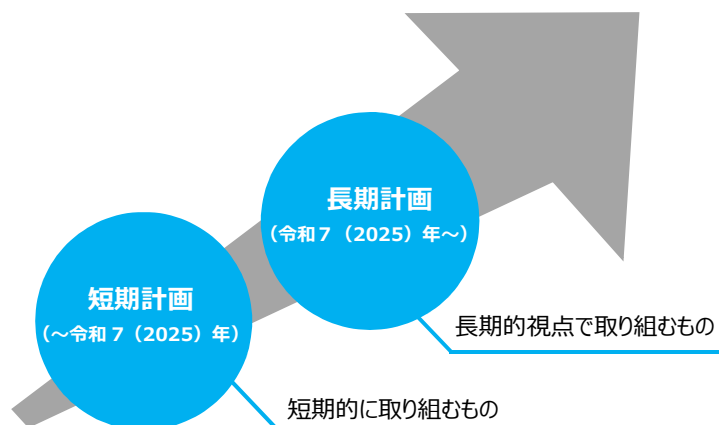 長期計画
（令和７（2025）年～）
長期的視点で取り組むもの
短期計画
（～令和７（2025）年）
短期的に取り組むもの